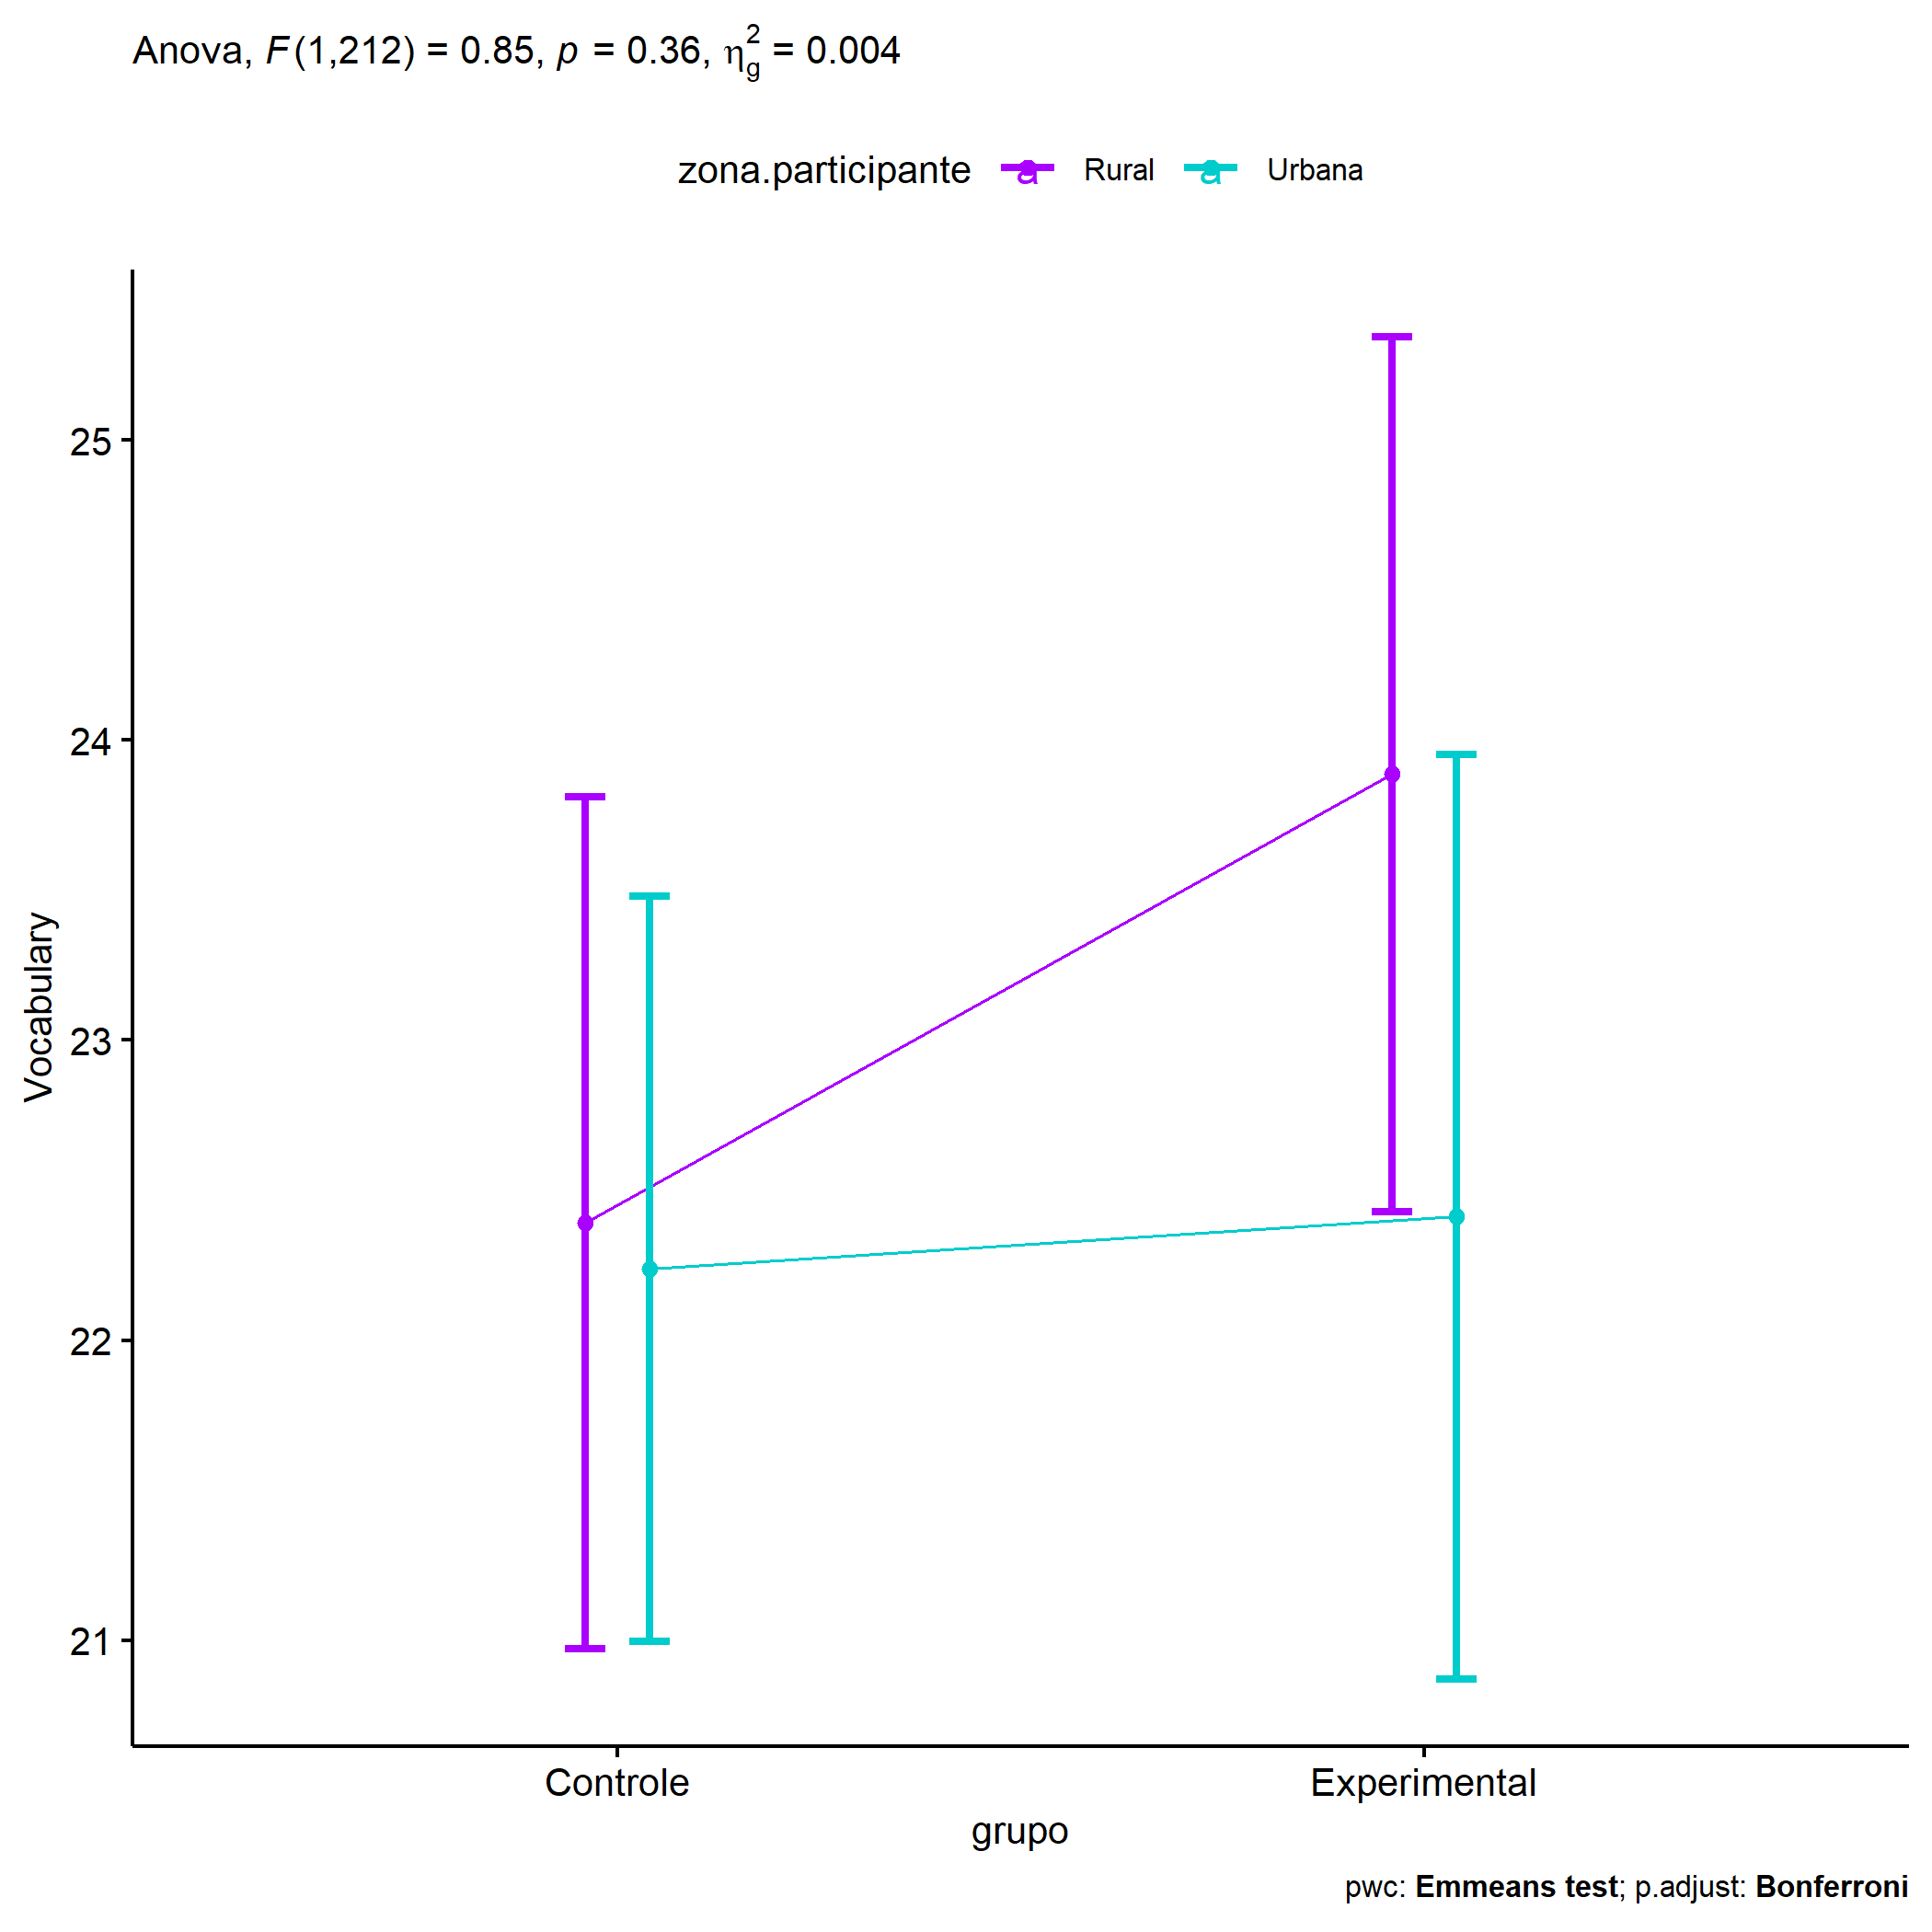 Anova, F(1,212) = 0.85, p = 0.36, η²g = 0.004
zona.participante a Rural a Urbana
Vocabulary
25
24
23
22
21
Controle Experimental
grupo
pwc: Emmeans test; p.adjust: Bonferroni